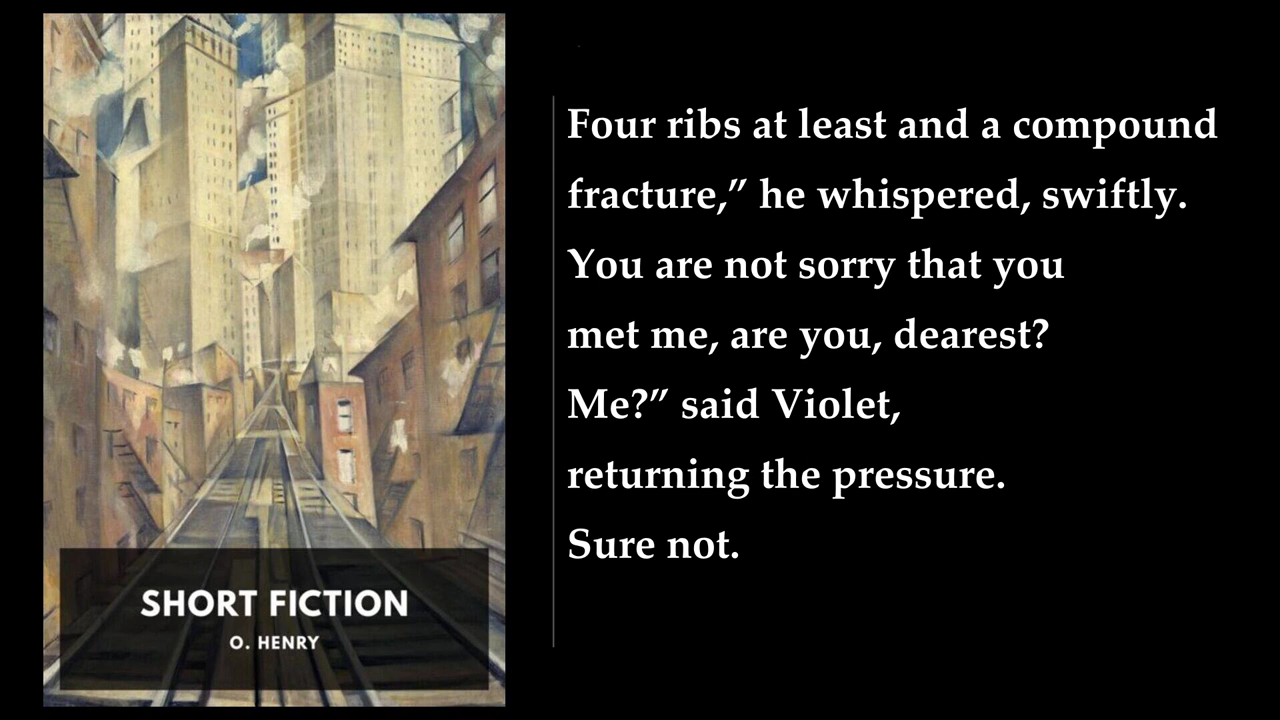 Four ribs at least and a compound
fracture,” he whispered, swiftly.
You are not sorry that you
met me, are you, dearest?
Me?” said Violet,
returning the pressure.
Sure not.
SHORT FICTION
O. HENRY